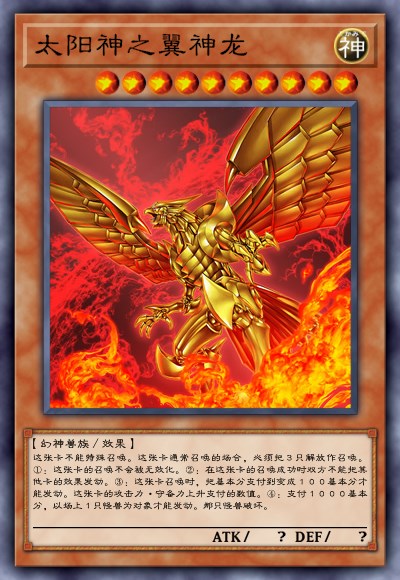 太阳神之翼神龙
神
かみ
【幻神兽族/效果】
这张卡不能特殊召唤。这张卡通常召唤的场合，必须把3只解放作召唤。
①：这张卡的召唤不会被无效化。②：在这张卡的召唤成功时双方不能把其
他卡的效果发动。③：这张卡召唤时，把基本分支付到变成100基本分才
能发动。这张卡的攻击力·守备力上升支付的数值。④：支付1000基本
分，以场上1只怪兽为对象才能发动。那只怪兽破坏。
ATK/ ? DEF/ ?